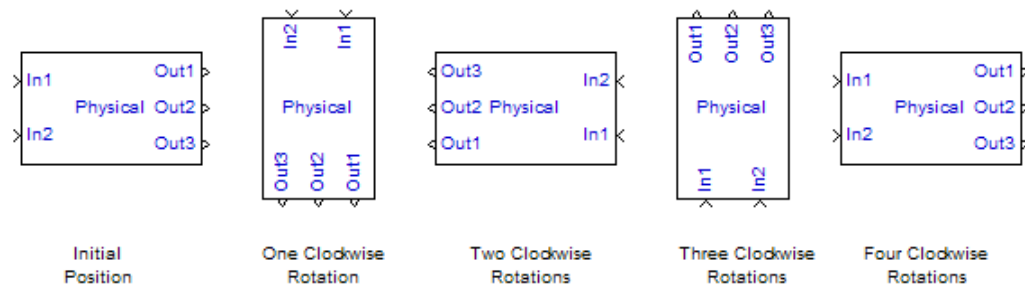 In1
In2
Physical
Out1
Out2
Out3
Initial
Position
In2
In1
Physical
Out3
Out2
Out1
One Clockwise
Rotation
Out3
Out2
Out1
Physical
In2
In1
Two Clockwise
Rotations
Out1
Out2
Out3
Physical
In1
In2
Three Clockwise
Rotations
In1
In2
Physical
Out1
Out2
Out3
Four Clockwise
Rotations